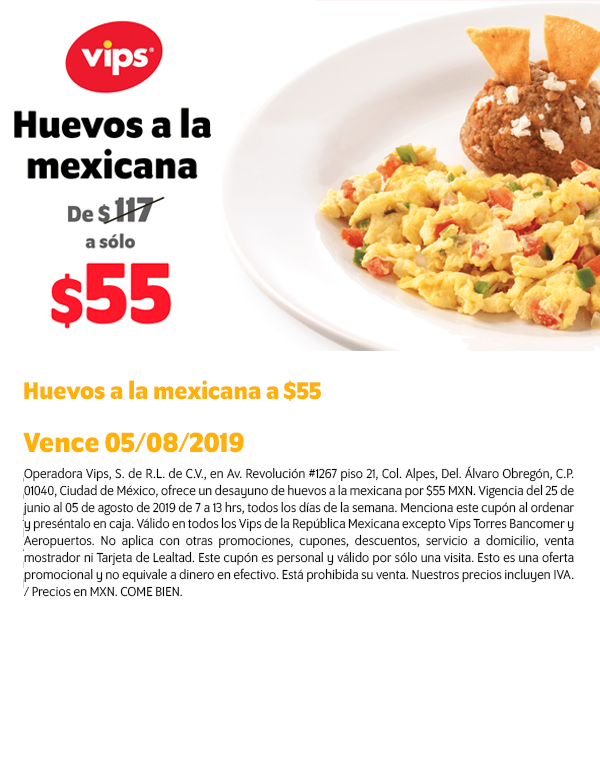 vips
Huevos a la
mexicana
De $ 117
a sólo
$55
Huevos a la mexicana a $55
Vence 05/08/2019
Operadora Vips, S. de R.L. de C.V., en Av. Revolución #1267 piso 21, Col. Alpes, Del. Álvaro Obregón, C.P.
01040, Ciudad de México, ofrece un desayuno de huevos a la mexicana por $55 MXN. Vigencia del 25 de
junio al 05 de agosto de 2019 de 7 a 13 hrs, todos los días de la semana. Menciona este cupón al ordenar
y preséntalo en caja. Válido en todos los Vips de la República Mexicana excepto Vips Torres Bancomer y
Aeropuertos. No aplica con otras promociones, cupones, descuentos, servicio a domicilio, venta
mostrador ni Tarjeta de Lealtad. Este cupón es personal y válido por sólo una visita. Esto es una oferta
promocional y no equivale a dinero en efectivo. Está prohibida su venta. Nuestros precios incluyen IVA.
/ Precios en MXN. COME BIEN.